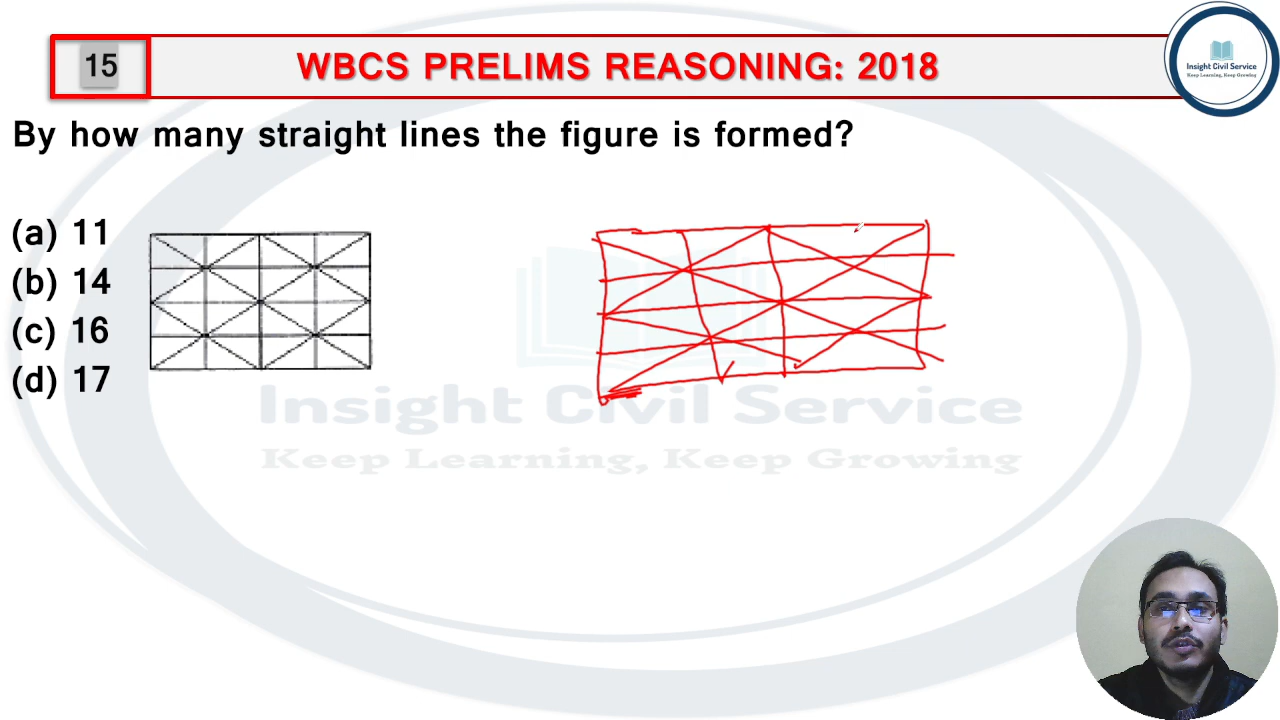 15
WBCS PRELIMS REASONING: 2018
Insight Civil Service
Keep Learning, Keep Growing
By how many straight lines the figure is formed?
(a) 11
(b) 14
(c) 16
(d) 17
Insight Civil Service
Keep Learning, Keep Growing